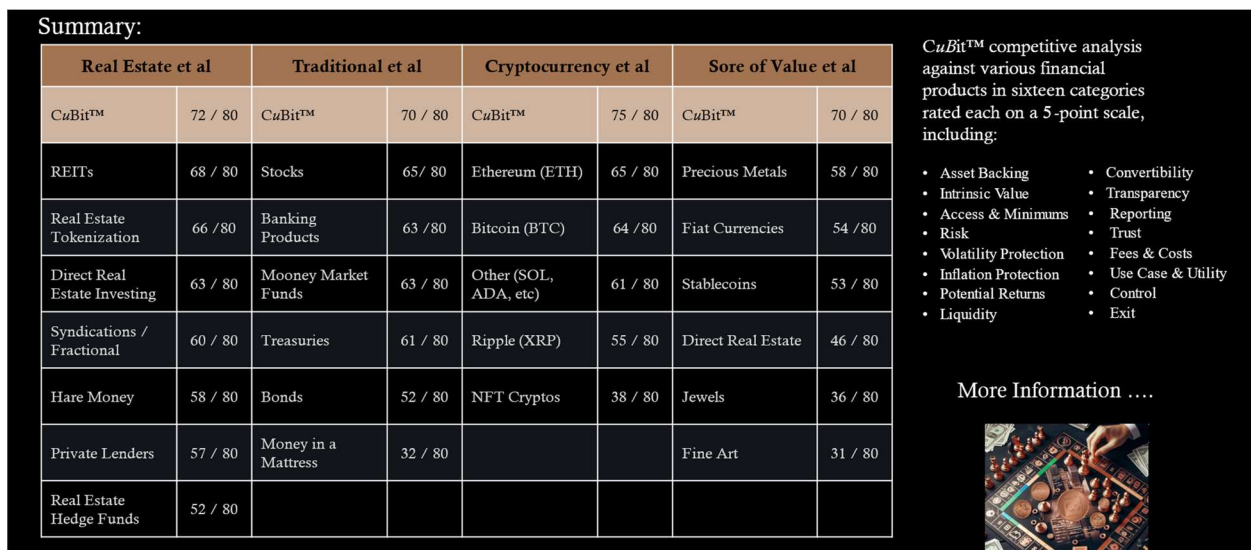 Summary:
Real Estate et al Traditional et al Cryptocurrency et al Sore of Value et al
CuBit™ 72 / 80 CuBit™ 70 / 80 CuBit™ 75 / 80 CuBit™ 70 / 80
REITs 68 / 80 Stocks 65/ 80 Ethereum (ETH) 65 / 80 Precious Metals 58 / 80
Real Estate Tokenization 66 /80 Banking Products 63 /80 Bitcoin (BTC) 64 /80 Fiat Currencies 54 /80
Direct Real Estate Investing 63 / 80 Mooney Market Funds 63 / 80 Other (SOL, ADA, etc) 61 / 80 Stablecoins 53 / 80
Syndications / Fractional 60 / 80 Treasuries 61 / 80 Ripple (XRP) 55 / 80 Direct Real Estate 46 / 80
Hare Money 58 / 80 Bonds 52 / 80 NFT Cryptos 38 / 80 Jewels 36 / 80
Private Lenders 57 / 80 Money in a Mattress 32 / 80 Fine Art 31 / 80
Real Estate Hedge Funds 52 / 80
CuBit™ competitive analysis
against various financial
products in sixteen categories
rated each on a 5-point scale,
including:
• Asset Backing
• Intrinsic Value
• Access & Minimums
• Risk
• Volatility Protection
• Inflation Protection
• Potential Returns
• Liquidity
• Convertibility
• Transparency
• Reporting
• Trust
• Fees & Costs
• Use Case & Utility
• Control
• Exit
More Information ....